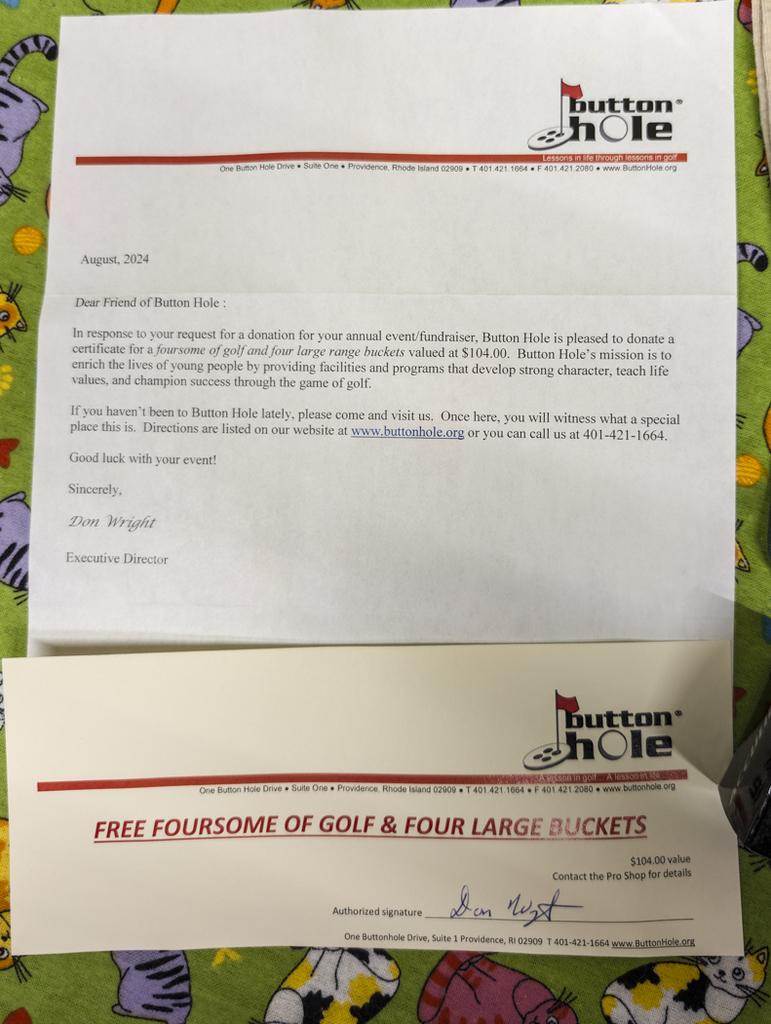 button®
hole
Lessons in life through lessons in golf
One Button Hole Drive • Suite One • Providence, Rhode Island 02909 • T 401.421.1664 • F 401.421.2080 • www.ButtonHole.org
August, 2024
Dear Friend of Button Hole :
In response to your request for a donation for your annual event/fundraiser, Button Hole is pleased to donate a
certificate for a foursome of golf and four large range buckets valued at $104.00. Button Hole's mission is to
enrich the lives of young people by providing facilities and programs that develop strong character, teach life
values, and champion success through the game of golf.
If you haven't been to Button Hole lately, please come and visit us. Once here, you will witness what a special
place this is. Directions are listed on our website at www.buttonhole.org or you can call us at 401-421-1664.
Good luck with your event!
Sincerely,
Don Wright
Executive Director
button®
hole
A lesson in golf... A lesson in life
One Button Hole Drive • Suite One • Providence, Rhode Island 02909 • T 401.421.1664 • F 401.421.2080 • www.buttonhole.org
FREE FOURSOME OF GOLF & FOUR LARGE BUCKETS
$104.00 value
Contact the Pro Shop for details
Authorized signature Don Wright
One Buttonhole Drive, Suite 1 Providence, RI 02909 T 401-421-1664 www.ButtonHole.org